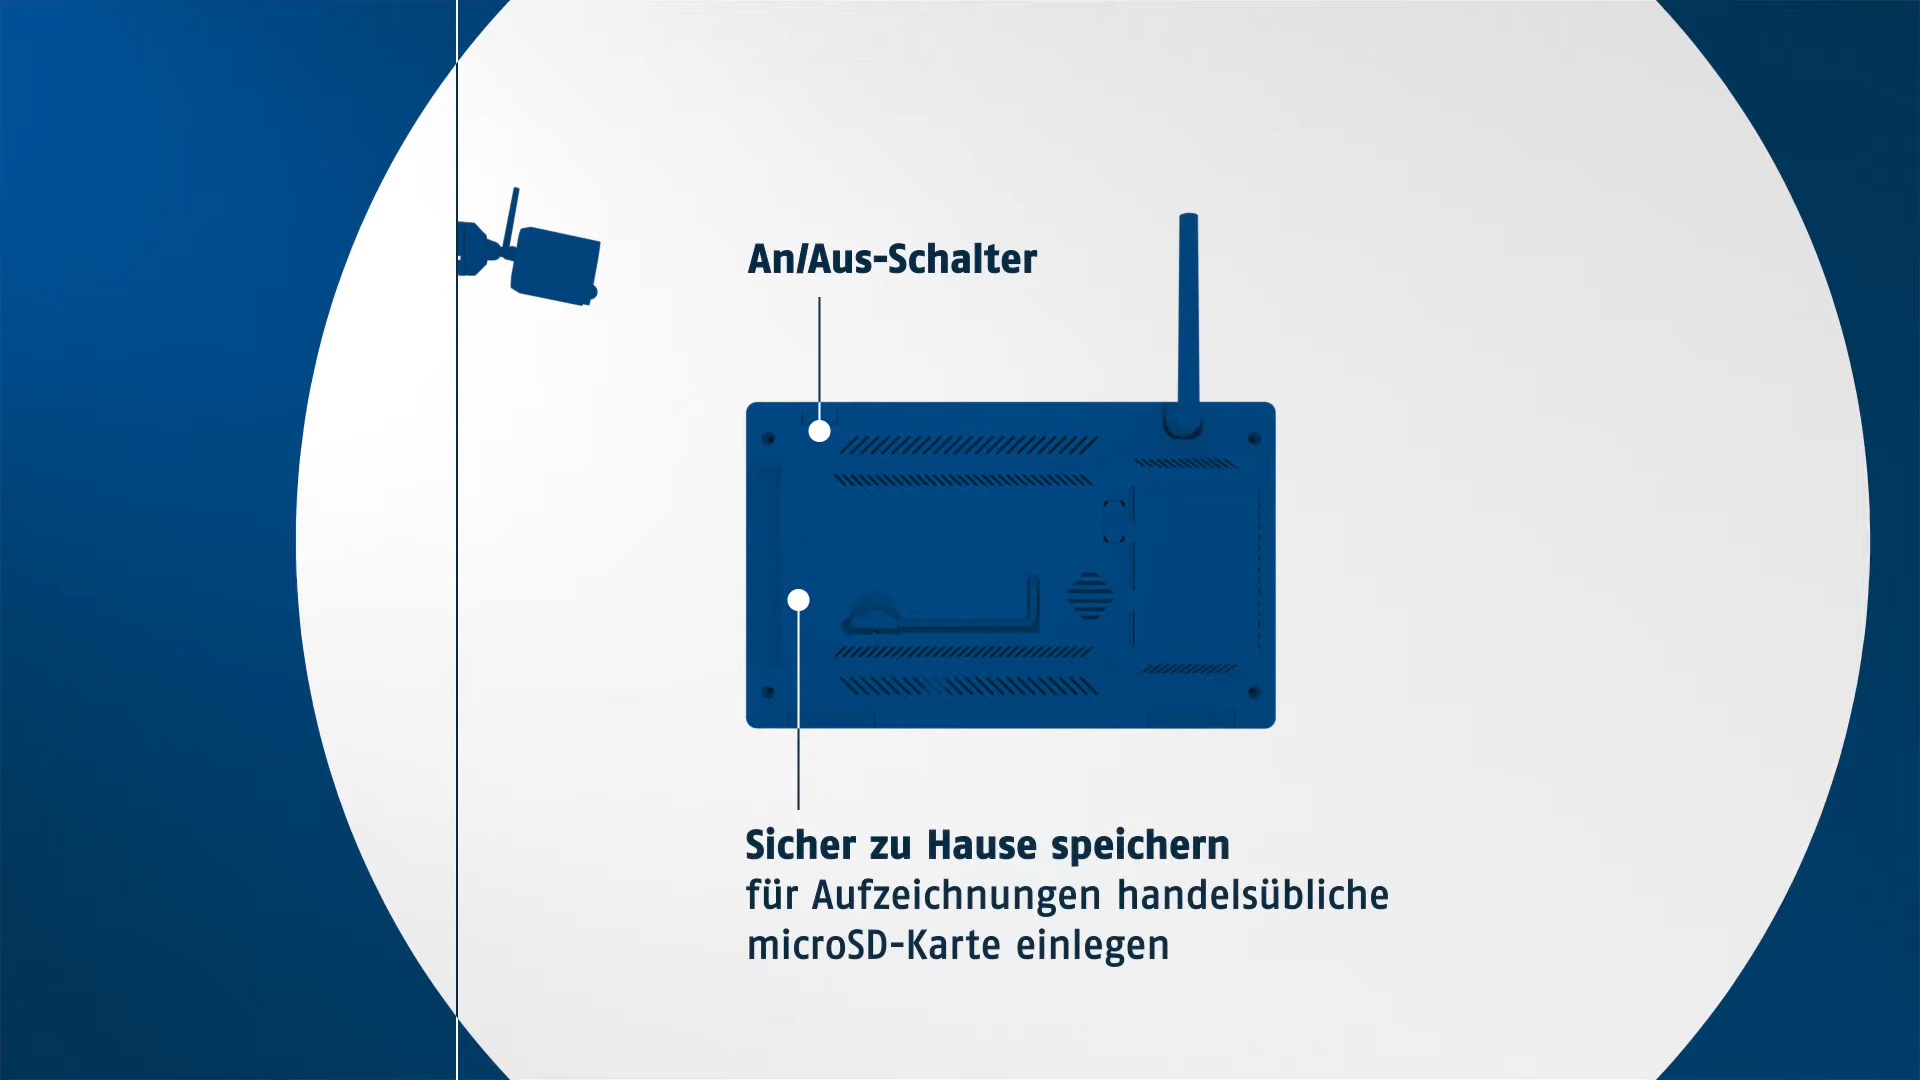 An/Aus-Schalter
Sicher zu Hause speichern
für Aufzeichnungen handelsübliche
microSD-Karte einlegen